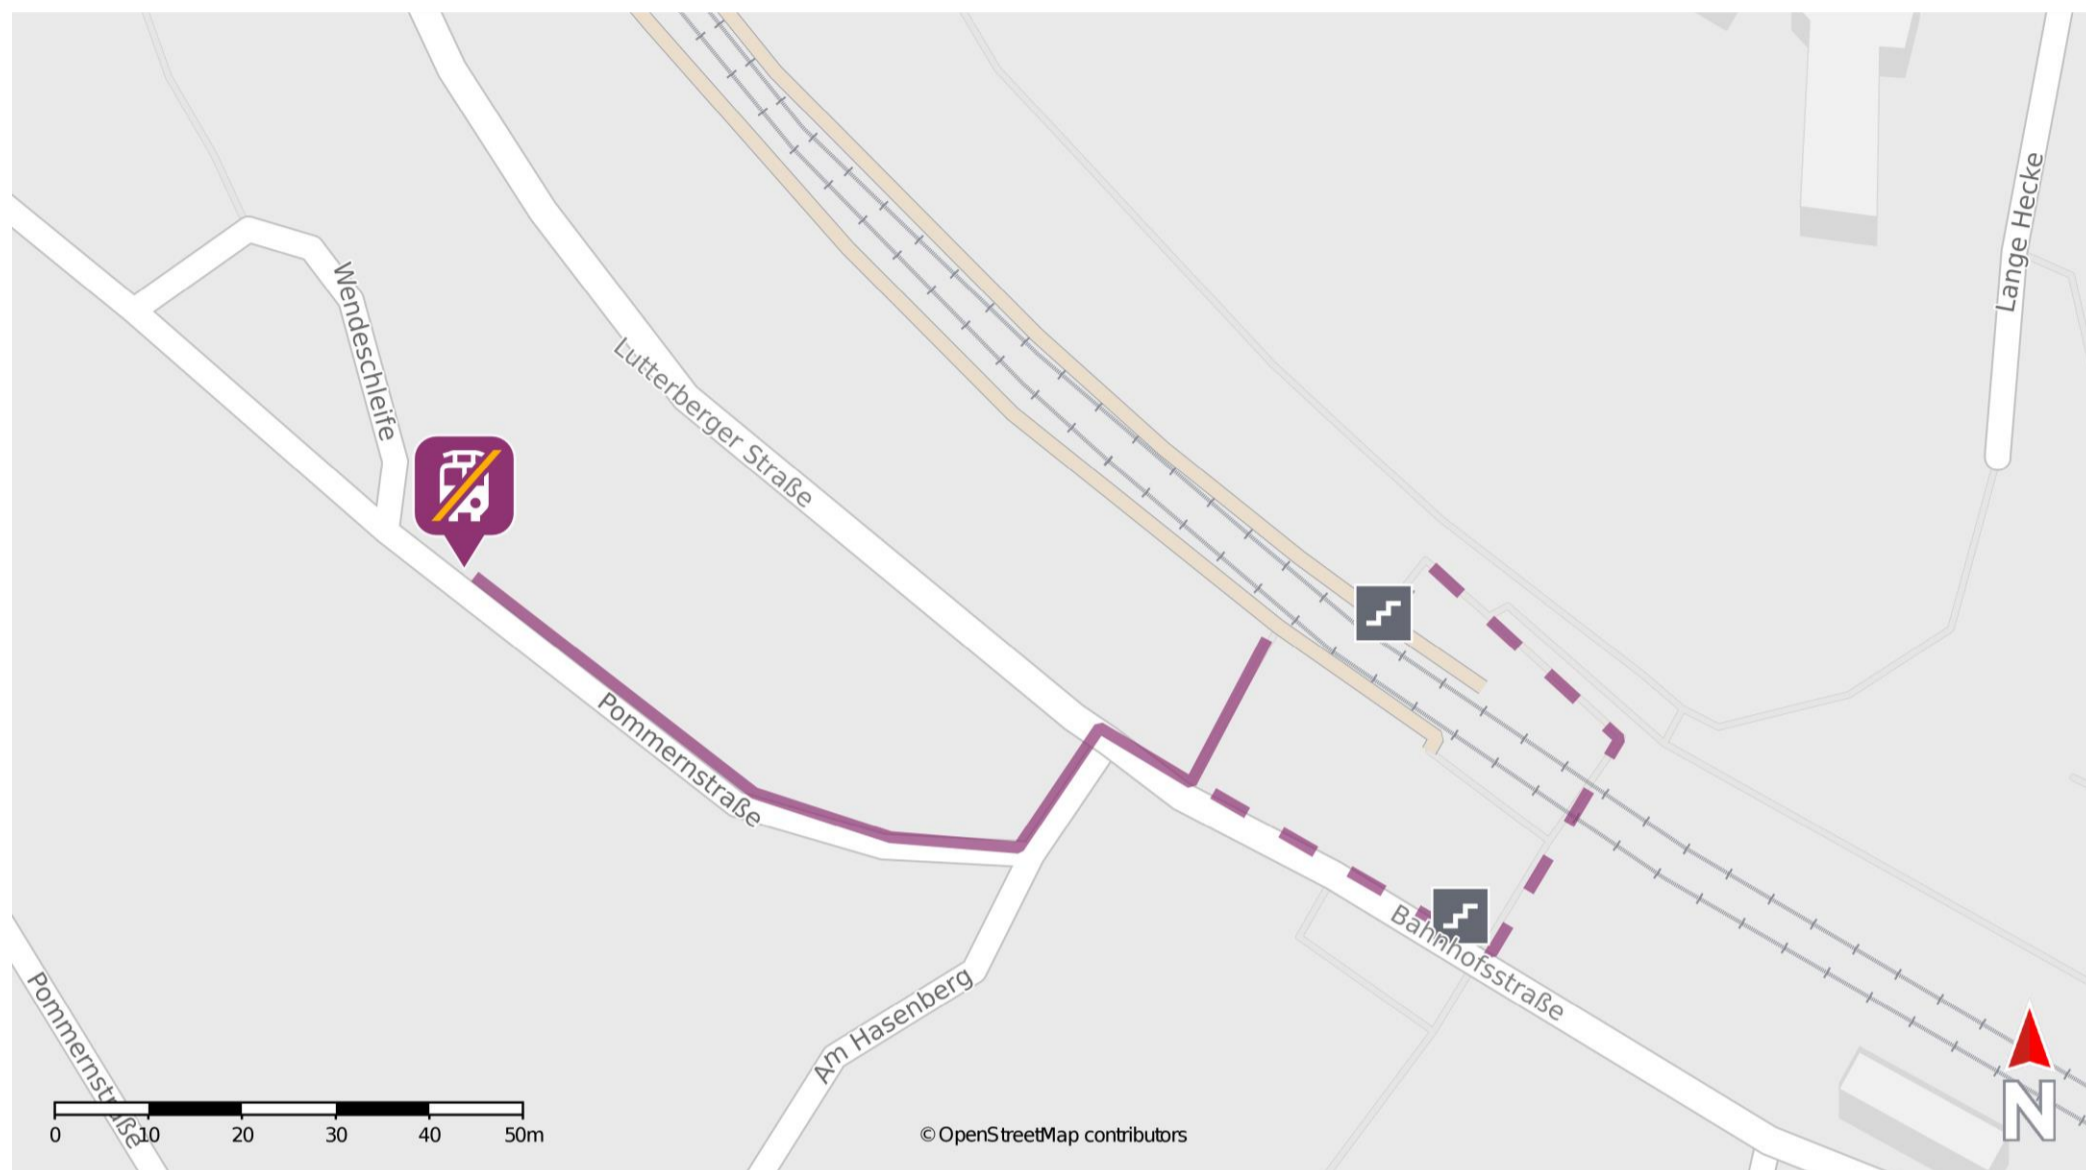 Lange Hecke
Wendeschleife
Lutterberger Straße
Pommernstraße
Bahnhofsstraße
Am Hasenberg
Pommernstraße
N
0 10 20 30 40 50m
© OpenStreetMap contributors